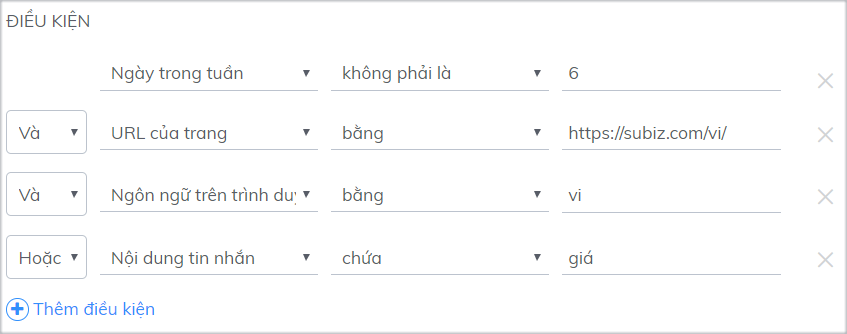 ĐIỀU KIỆN
Ngày trong tuần không phải là 6
Và URL của trang bằng https://subiz.com/vi/
Và Ngôn ngữ trên trình duy bằng vi
Hoặc Nội dung tin nhắn chứa giá
Thêm điều kiện